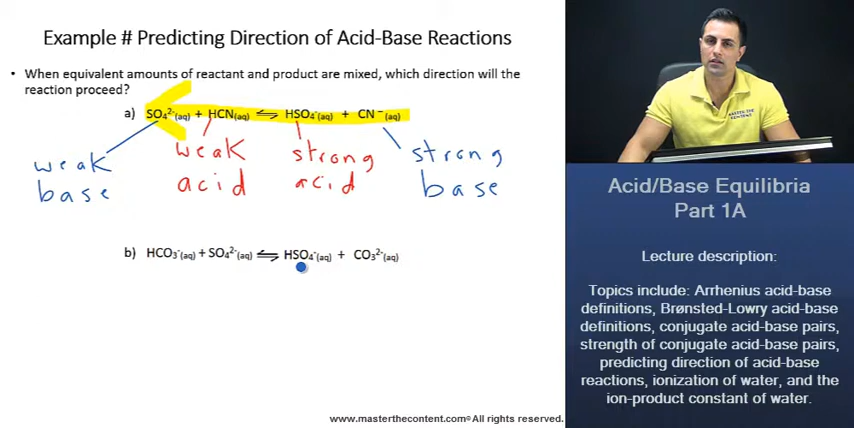 Example # Predicting Direction of Acid-Base Reactions
• When equivalent amounts of reactant and product are mixed, which direction will the
reaction proceed?
a) SO₄²⁻(aq) + HCN(aq) ⇌ HSO₄⁻(aq) + CN⁻(aq)
weak weak strong strong
base acid acid base
b) HCO₃⁻(aq) + SO₄²⁻(aq) ⇌ HSO₄⁻(aq) + CO₃²⁻(aq)
www.masterthecontent.com©All rights reserved.
MASTER THE
CONTENT
Acid/Base Equilibria
Part 1A
Lecture description:
Topics include: Arrhenius acid-base
definitions, Brønsted-Lowry acid-base
definitions, conjugate acid-base pairs,
strength of conjugate acid-base pairs,
predicting direction of acid-base
reactions, ionization of water, and the
ion-product constant of water.